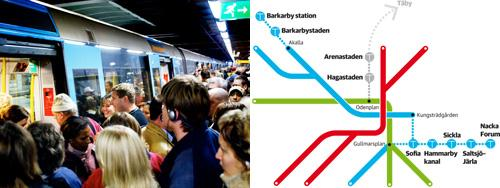 Täby
Barkarby station
Barkarbystaden
Akalla
Arenastaden
Hagastaden
Odenplan
Kungsträdgården
Gullmarsplan
Sofia
Hammarby
kanal
Sickla
Saltsjö-
Järla
Nacka
Forum